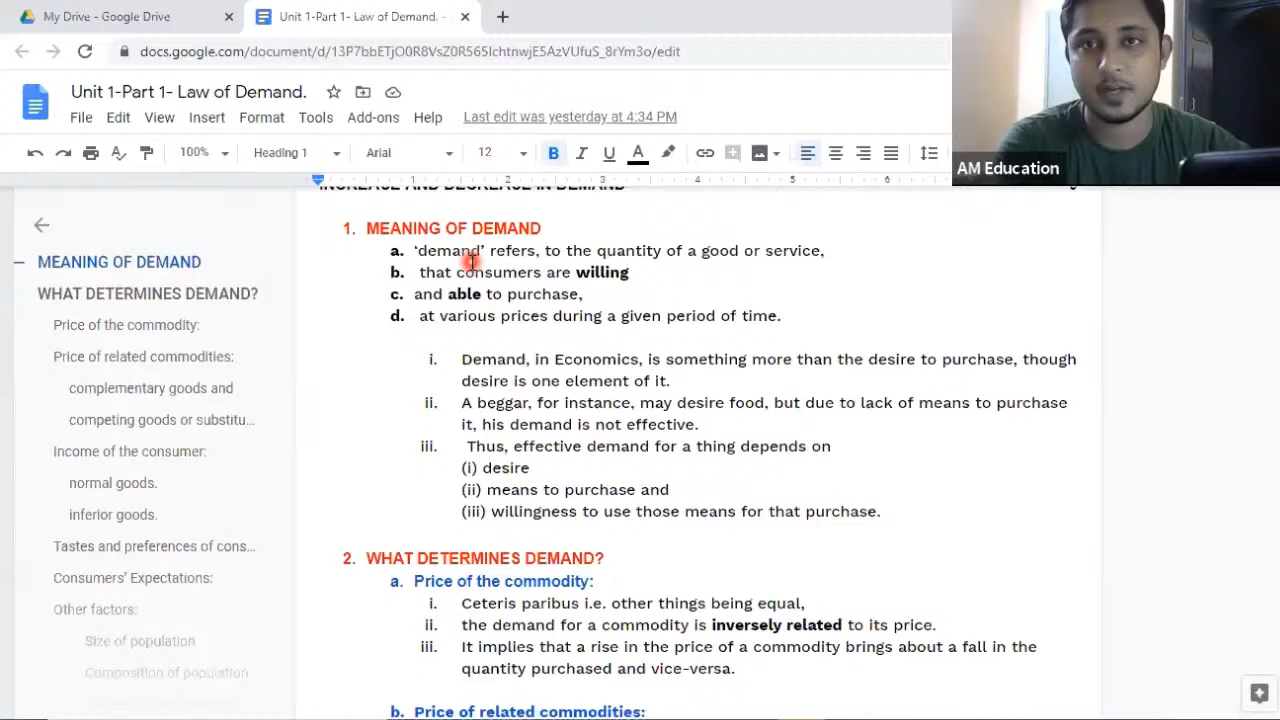 My Drive - Google Drive
Unit 1-Part 1- Law of Demand. -
docs.google.com/document/d/13P7bbETjO0R8VsZ0R565IchtnwjE5AzVUfuS_8rYm3o/edit
Unit 1-Part 1- Law of Demand.
File Edit View Insert Format Tools Add-ons Help Last edit was yesterday at 4:34 PM
100% Heading 1 Arial 12 B I U A
AM Education
1 2 3 4 5 6
INCREASE AND DECREASE IN DEMAND
MEANING OF DEMAND
WHAT DETERMINES DEMAND?
Price of the commodity:
Price of related commodities:
complementary goods and
competing goods or substitu...
Income of the consumer:
normal goods.
inferior goods.
Tastes and preferences of cons...
Consumers' Expectations:
Other factors:
Size of population
Composition of population
1. MEANING OF DEMAND
a. ‘demand’ refers, to the quantity of a good or service,
b. that consumers are willing
c. and able to purchase,
d. at various prices during a given period of time.
i. Demand, in Economics, is something more than the desire to purchase, though
desire is one element of it.
ii. A beggar, for instance, may desire food, but due to lack of means to purchase
it, his demand is not effective.
iii. Thus, effective demand for a thing depends on
(i) desire
(ii) means to purchase and
(iii) willingness to use those means for that purchase.
2. WHAT DETERMINES DEMAND?
a. Price of the commodity:
i. Ceteris paribus i.e. other things being equal,
ii. the demand for a commodity is inversely related to its price.
iii. It implies that a rise in the price of a commodity brings about a fall in the
quantity purchased and vice-versa.
b. Price of related commodities: